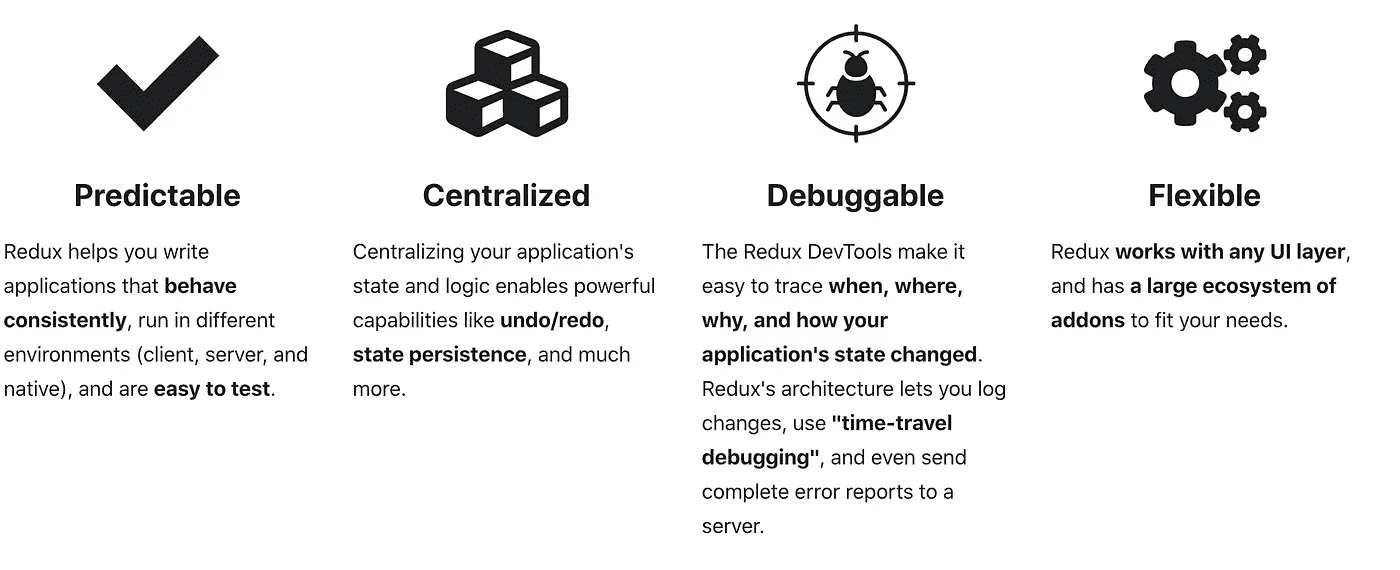 Predictable
Redux helps you write
applications that behave
consistently, run in different
environments (client, server, and
native), and are easy to test.
Centralized
Centralizing your application's
state and logic enables powerful
capabilities like undo/redo,
state persistence, and much
more.
Debuggable
The Redux DevTools make it
easy to trace when, where,
why, and how your
application's state changed.
Redux's architecture lets you log
changes, use "time-travel
debugging", and even send
complete error reports to a
server.
Flexible
Redux works with any UI layer,
and has a large ecosystem of
addons to fit your needs.